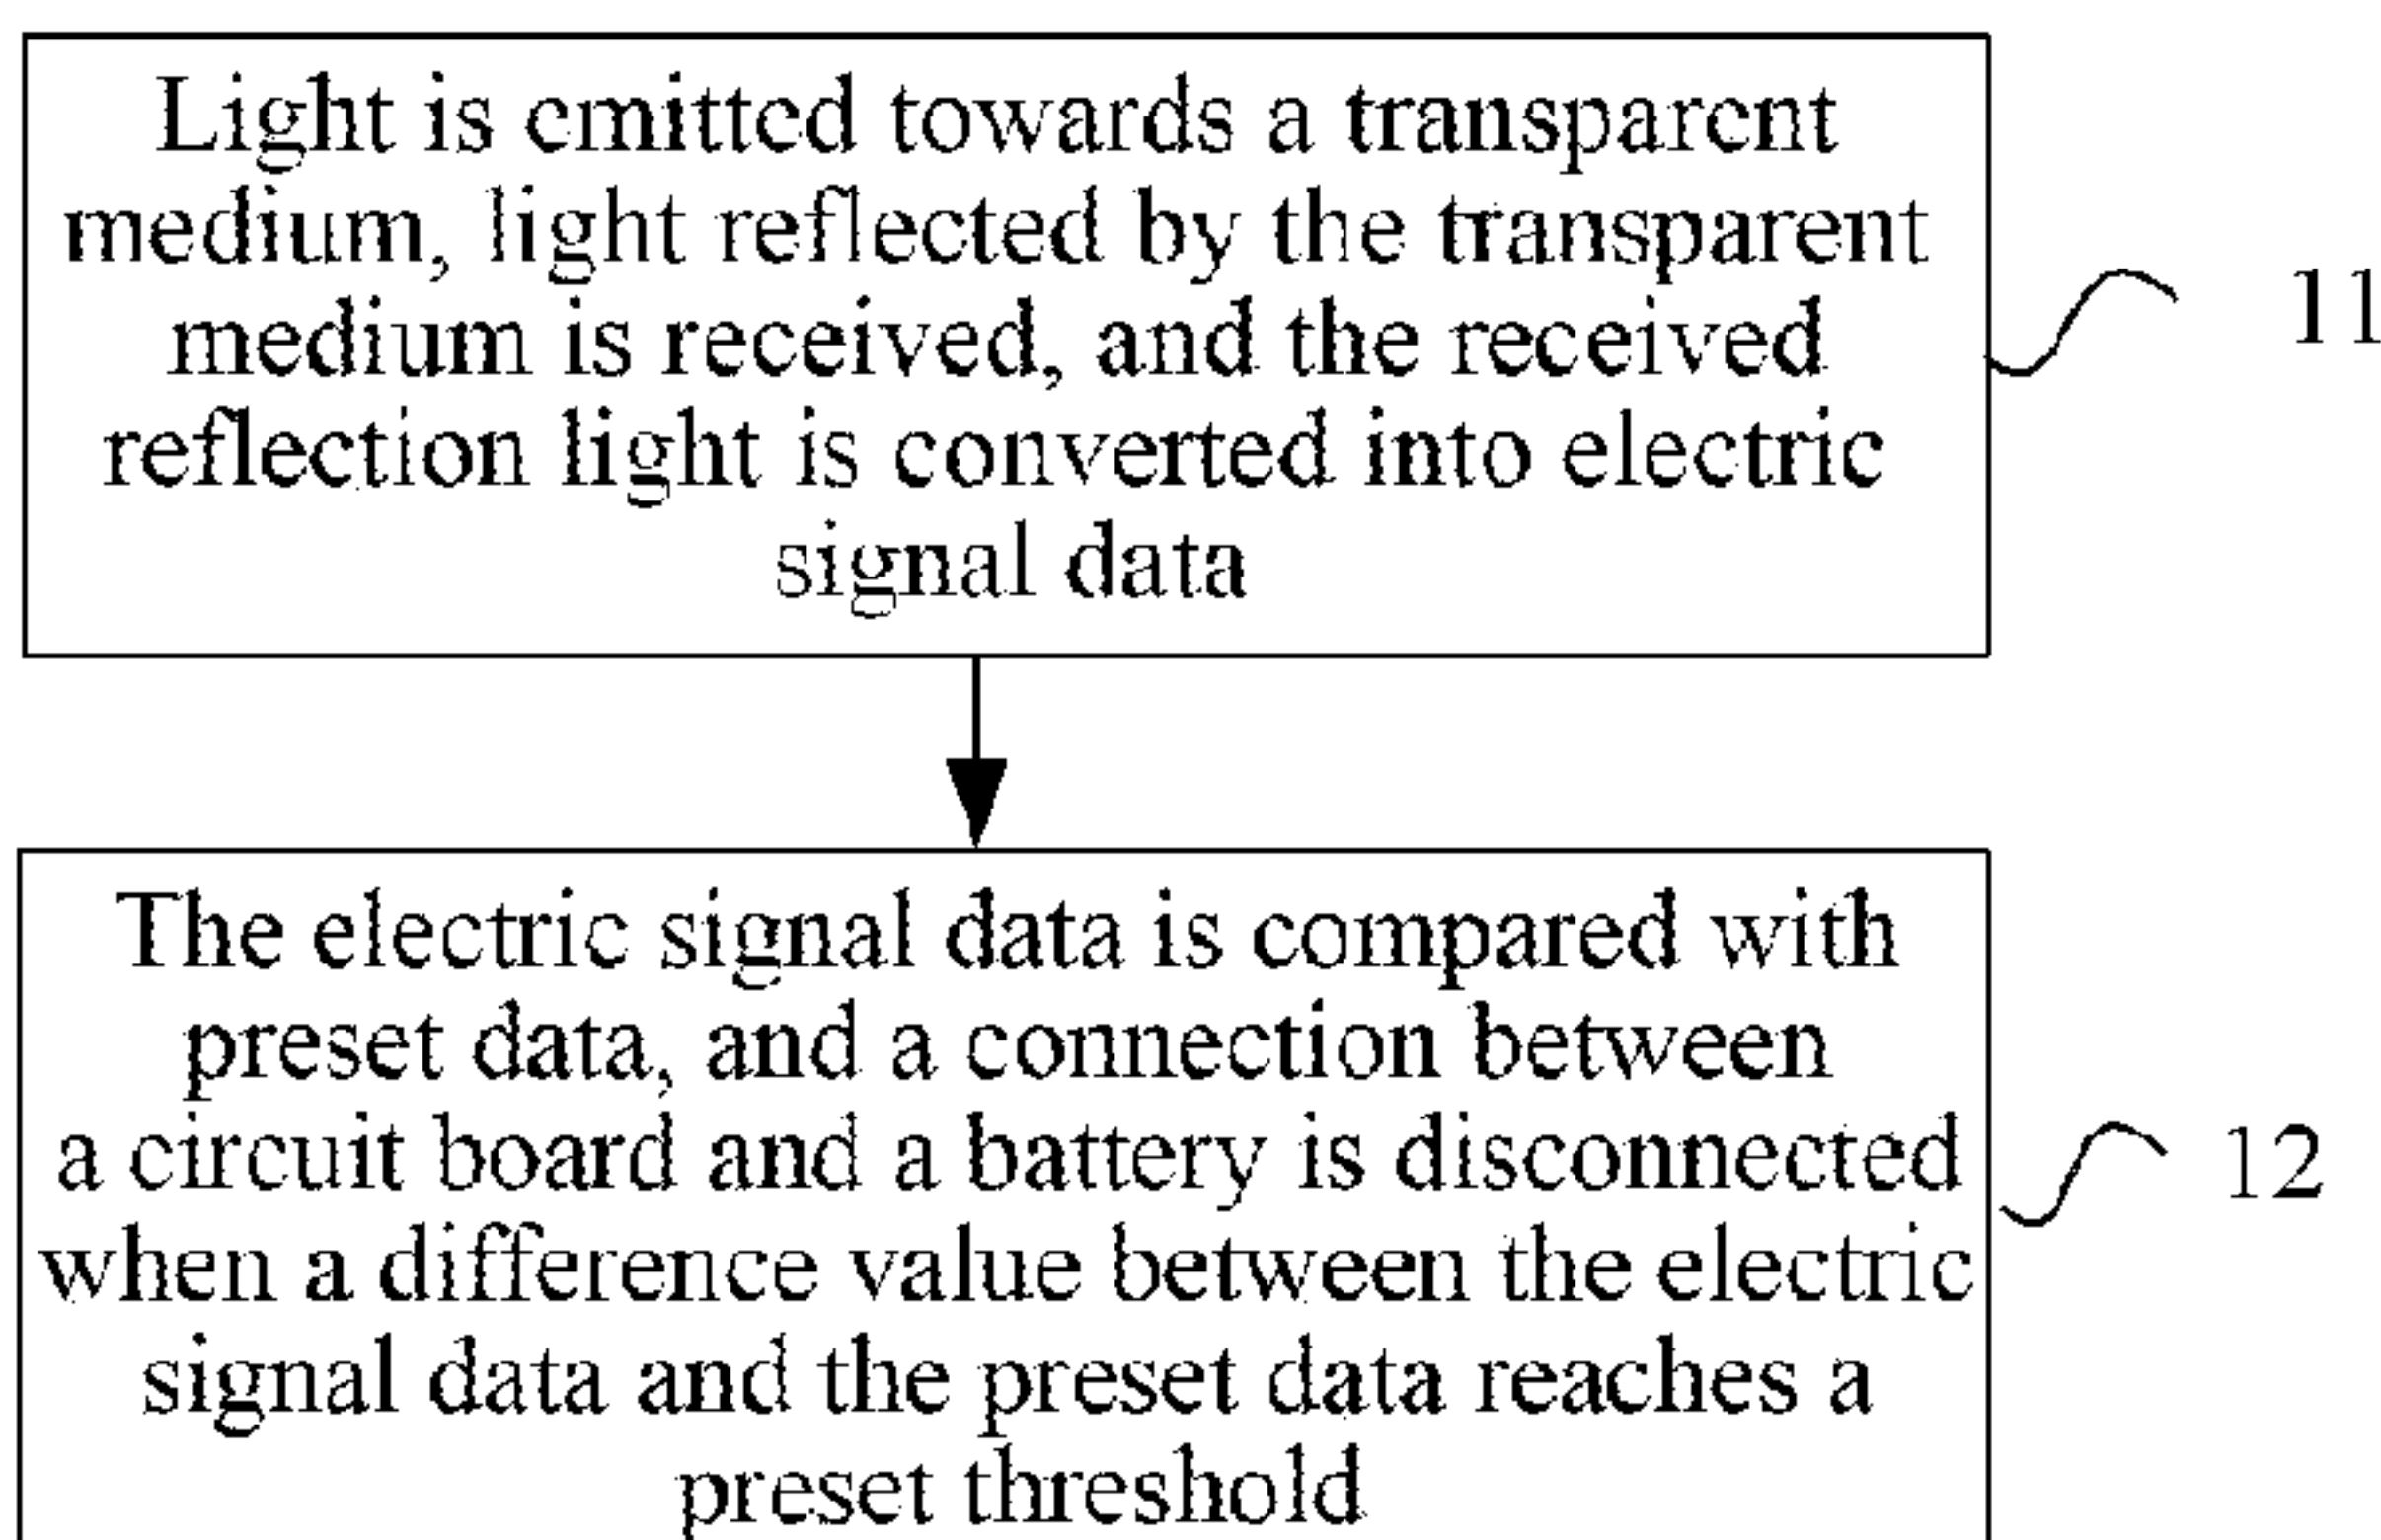 Light is emitted towards a transparent
medium, light reflected by the transparent
medium is received, and the received
reflection light is converted into electric
signal data
11
The electric signal data is compared with
preset data, and a connection between
a circuit board and a battery is disconnected
when a difference value between the electric
signal data and the preset data reaches a
preset threshold
12